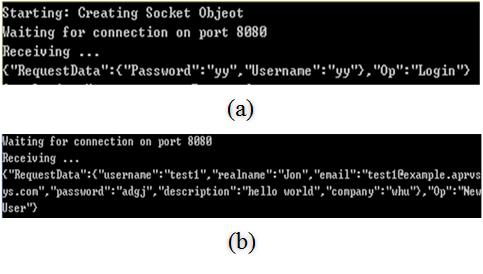 Starting: Creating Socket Object
Waiting for connection on port 8080
Receiving ...
{"RequestData":{"Password":"yy","Username":"yy"},"Op":"Login"}
(a)
Waiting for connection on port 8080
Receiving ...
{"RequestData":{"username":"test1","realname":"Jon","email":"test1@example.aprvs
ys.com","password":"adgj","description":"hello world","company":"whu"},"Op":"New
User"}
(b)